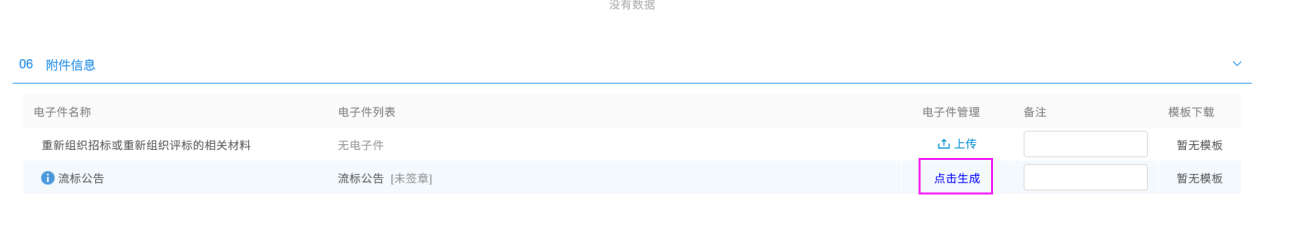 没有数据
06 附件信息
电子件名称 电子件列表 电子件管理 备注 模板下载
重新组织招标或重新组织评标的相关材料 无电子件 上传 暂无模板
流标公告 流标公告 [未签章] 点击生成 暂无模板